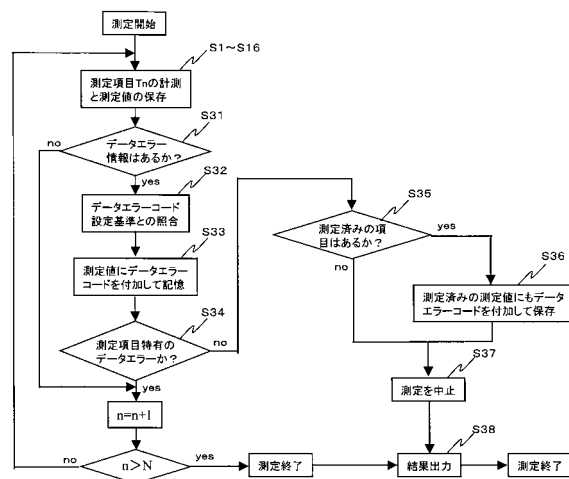 測定開始
S1～S16
測定項目Tnの計測
と測定値の保存
S31
no
データエラー
情報はあるか？
yes
S32
データエラーコード
設定基準との照合
S33
測定値にデータエラー
コードを付加して記憶
S34
測定項目特有の
データエラーか？
no
yes
S35
測定済みの項
目はあるか？
yes
no
S36
測定済みの測定値にもデータ
エラーコードを付加して保存
S37
測定を中止
n=n+1
no
n＞N
yes
測定終了
S38
結果出力
測定終了